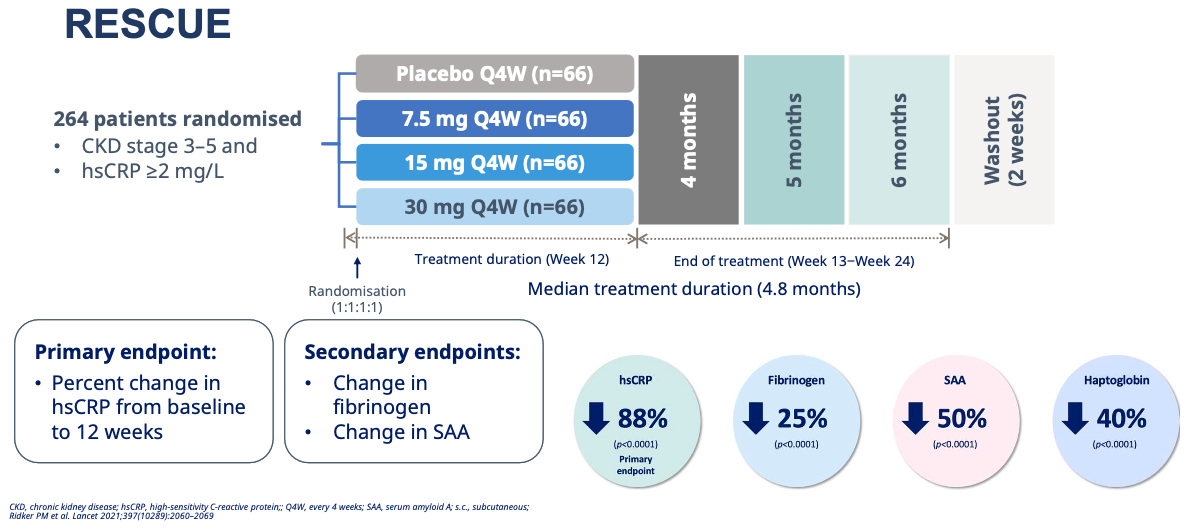 RESCUE
264 patients randomised
• CKD stage 3–5 and
• hsCRP ≥2 mg/L
Placebo Q4W (n=66)
7.5 mg Q4W (n=66)
15 mg Q4W (n=66)
30 mg Q4W (n=66)
4 months
5 months
6 months
Washout
(2 weeks)
Treatment duration (Week 12)
End of treatment (Week 13–Week 24)
Randomisation
(1:1:1:1)
Median treatment duration (4.8 months)
Primary endpoint:
• Percent change in
hsCRP from baseline
to 12 weeks
Secondary endpoints:
• Change in
fibrinogen
• Change in SAA
hsCRP
88%
(p<0.0001)
Primary
endpoint
Fibrinogen
25%
(p<0.0001)
SAA
50%
(p<0.0001)
Haptoglobin
40%
(p<0.0001)
CKD, chronic kidney disease; hsCRP, high-sensitivity C-reactive protein;; Q4W, every 4 weeks; SAA, serum amyloid A; s.c., subcutaneous;
Ridker PM et al. Lancet 2021;397(10289):2060–2069